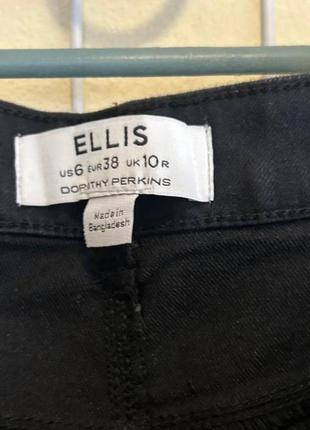 ELLIS
US6 EUR38 UK10R
DOROTHY PERKINS
Made in
Bangladesh